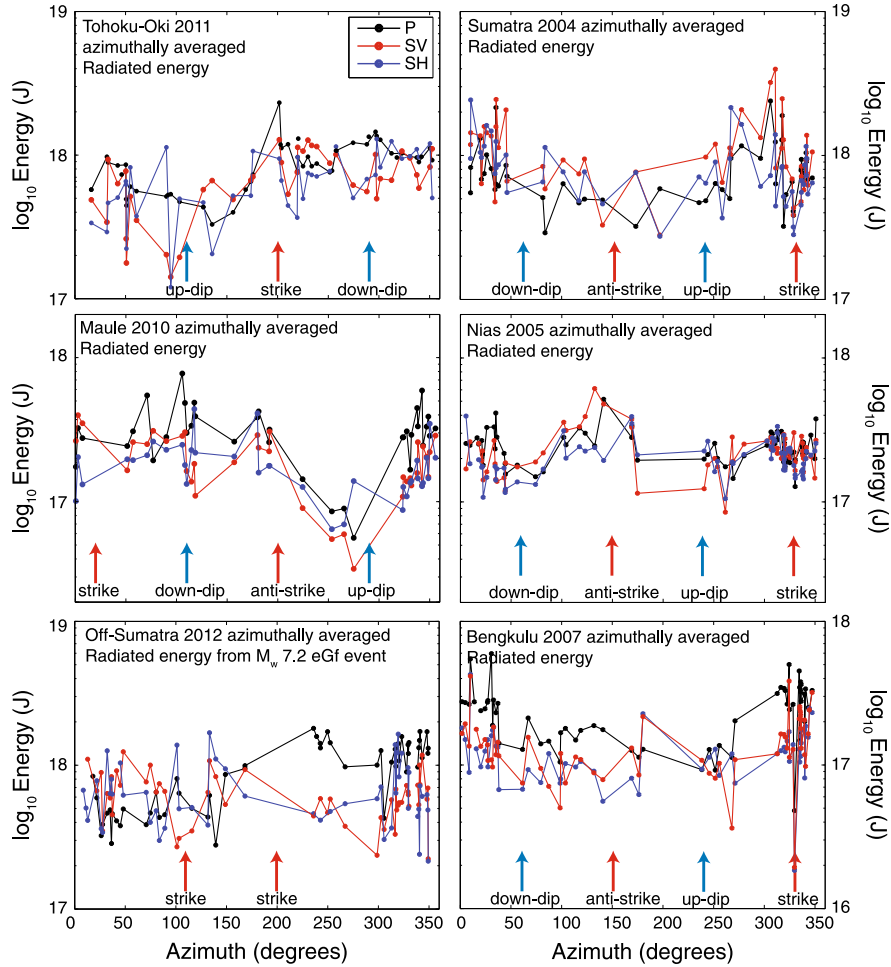 Tohoku-Oki 2011
azimuthally averaged
Radiated energy
P
SV
SH
19
18
17
log10 Energy (J)
up-dip
strike
down-dip
Sumatra 2004 azimuthally averaged
Radiated energy
19
18
17
log10 Energy (J)
down-dip
anti-strike
up-dip
strike
Maule 2010 azimuthally averaged
Radiated energy
18
17
log10 Energy (J)
strike
down-dip
anti-strike
up-dip
Nias 2005 azimuthally averaged
Radiated energy
18
17
log10 Energy (J)
down-dip
anti-strike
up-dip
strike
Off-Sumatra 2012 azimuthally averaged
Radiated energy from Mw 7.2 eGf event
19
18
17
log10 Energy (J)
strike
strike
0 50 100 150 200 250 300 350
Azimuth (degrees)
Bengkulu 2007 azimuthally averaged
Radiated energy
18
17
16
log10 Energy (J)
down-dip
anti-strike
up-dip
strike
0 50 100 150 200 250 300 350
Azimuth (degrees)